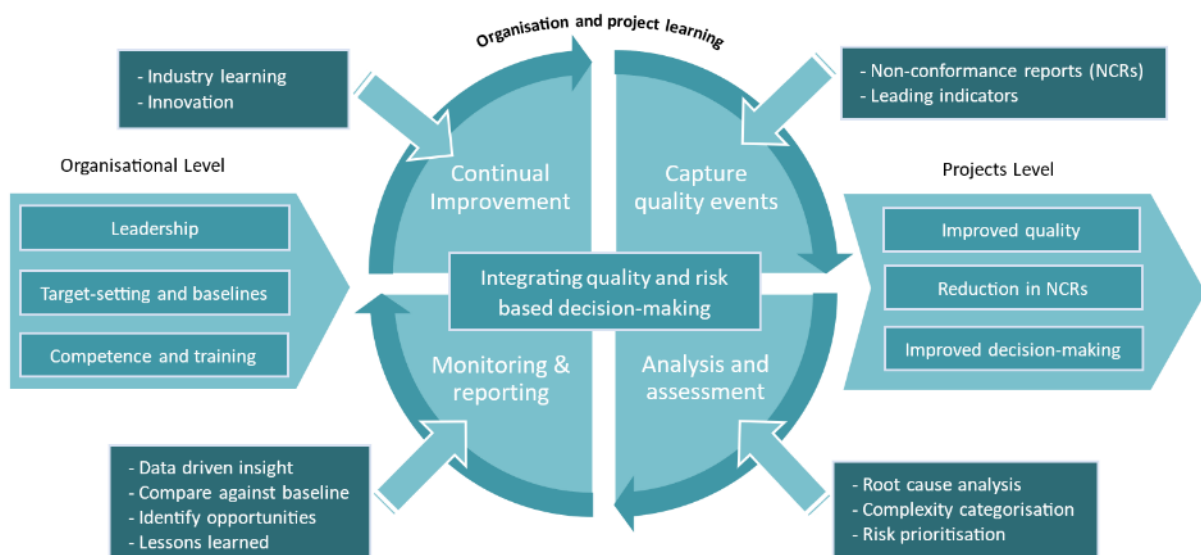 Organisation and project learning
- Industry learning
- Innovation
- Non-conformance reports (NCRs)
- Leading indicators
Organisational Level
Leadership
Target-setting and baselines
Competence and training
Continual
Improvement
Capture
quality events
Integrating quality and risk
based decision-making
Monitoring &
reporting
Analysis and
assessment
Projects Level
Improved quality
Reduction in NCRs
Improved decision-making
- Data driven insight
- Compare against baseline
- Identify opportunities
- Lessons learned
- Root cause analysis
- Complexity categorisation
- Risk prioritisation